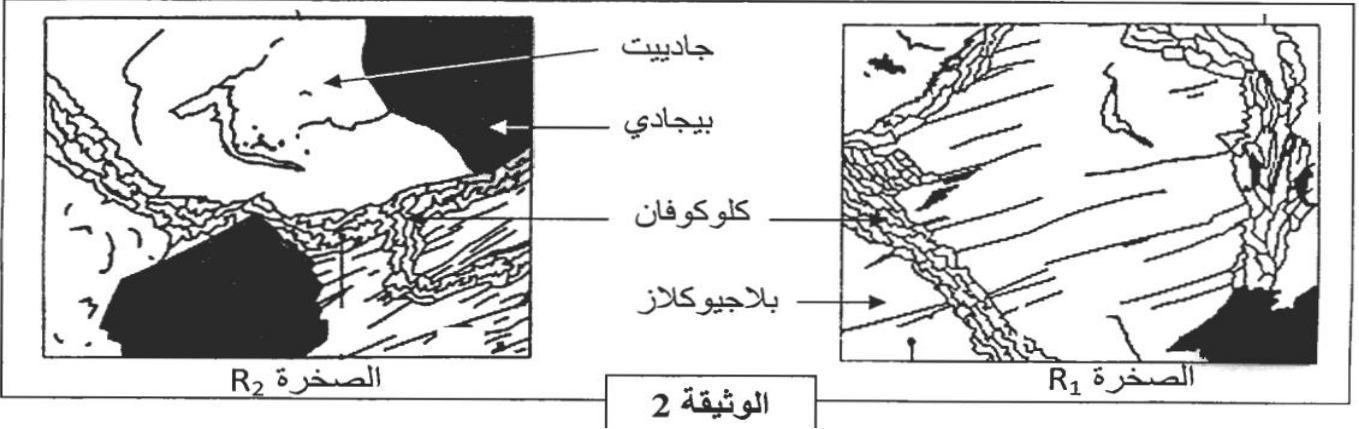 جادييت
بيجادي
كلوكوفان
بلاجيوكلاز
الصخرة R₁
الصخرة R₂
الوثيقة 2